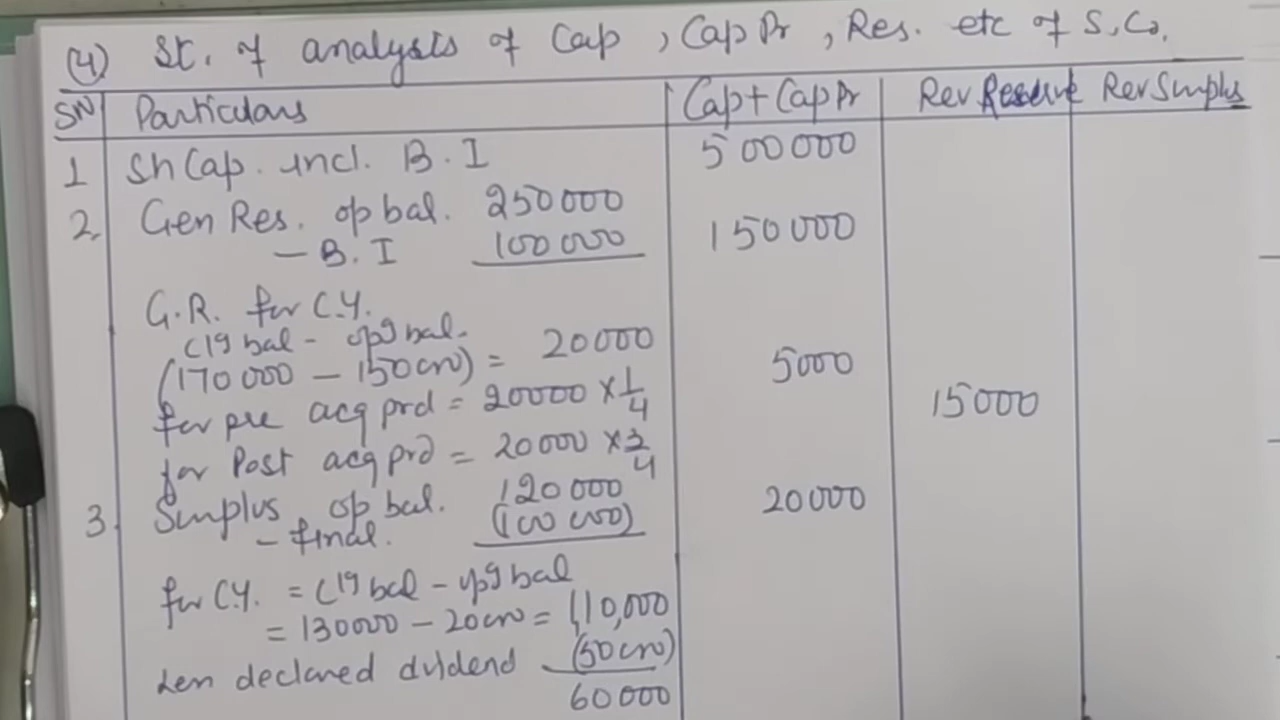 (4) St. of analysis of Cap, Cap Pr, Res. etc of S. Co.
SN Particulars Cap+Cap Pr Rev Reserve Rev Surplus
1 Sh Cap. incl. B.I 500000
2. Gen Res. op bal. 250000
– B.I 100000 150000
G.R. for C.Y.
Clg bal - opg bal.
(170000 – 150000) = 20000
for pre acq prd = 20000 × 1/4 5000
for Post acq prd = 20000 × 3/4 15000
3. Surplus op bal. 120000 20000
– final. (100000)
for C.Y. = Clg bal – opg bal
= 130000 – 20000 = 110,000
Less declared dividend (50000)
60000